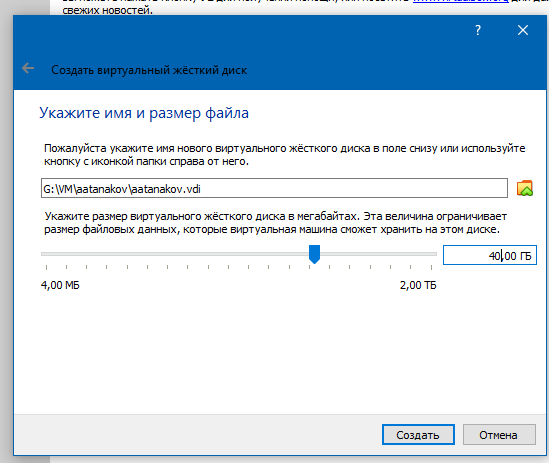 свежих новостей.
?
Создать виртуальный жёсткий диск
Укажите имя и размер файла
Пожалуйста укажите имя нового виртуального жёсткого диска в поле снизу или используйте
кнопку с иконкой папки справа от него.
G:\VM\aatanakov\aatanakov.vdi
Укажите размер виртуального жёсткого диска в мегабайтах. Эта величина ограничивает
размер файловых данных, которые виртуальная машина сможет хранить на этом диске.
40,00 ГБ
4,00 МБ
2,00 ТБ
Создать
Отмена